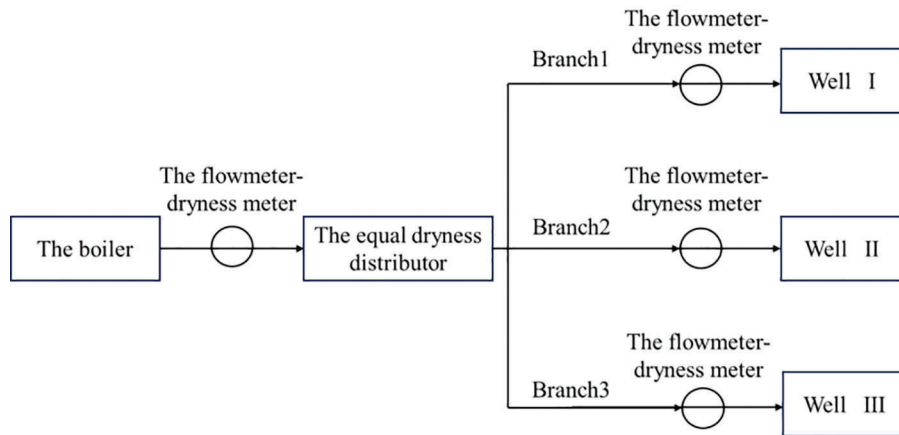 The flowmeter-
dryness meter
Branch1
Well I
The flowmeter-
dryness meter
The boiler
The equal dryness
distributor
The flowmeter-
dryness meter
Branch2
Well II
The flowmeter-
dryness meter
Branch3
Well III